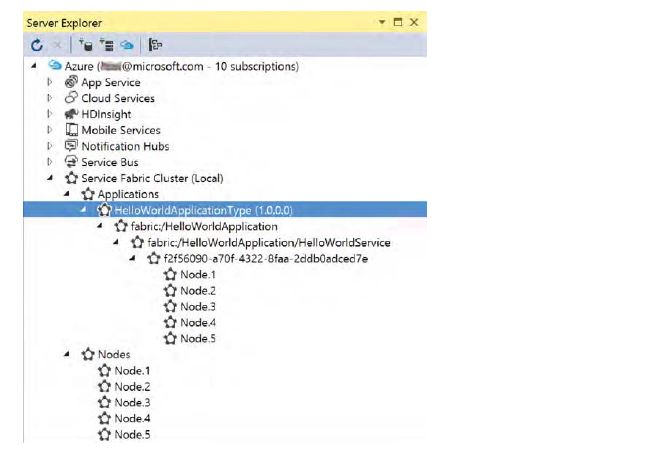 Server Explorer
Azure (@microsoft.com - 10 subscriptions)
App Service
Cloud Services
HDInsight
Mobile Services
Notification Hubs
Service Bus
Service Fabric Cluster (Local)
Applications
HelloWorldApplicationType (1.0.0.0)
fabric:/HelloWorldApplication
fabric:/HelloWorldApplication/HelloWorldService
f2f56090-a70f-4322-8faa-2ddb0adced7e
Node.1
Node.2
Node.3
Node.4
Node.5
Nodes
Node.1
Node.2
Node.3
Node.4
Node.5